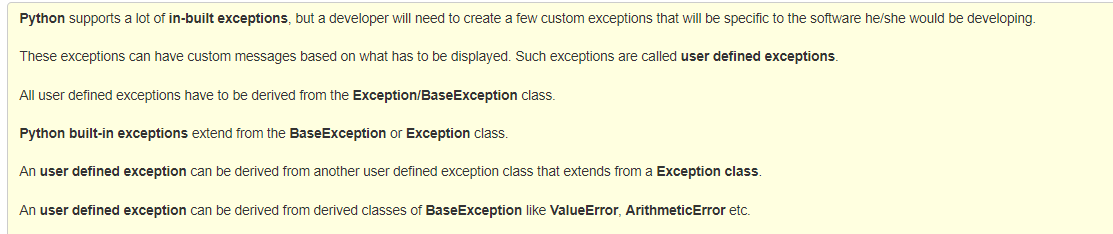 Python supports a lot of in-built exceptions, but a developer will need to create a few custom exceptions that will be specific to the software he/she would be developing.
These exceptions can have custom messages based on what has to be displayed. Such exceptions are called user defined exceptions.
All user defined exceptions have to be derived from the Exception/BaseException class.
Python built-in exceptions extend from the BaseException or Exception class.
An user defined exception can be derived from another user defined exception class that extends from a Exception class.
An user defined exception can be derived from derived classes of BaseException like ValueError, ArithmeticError etc.